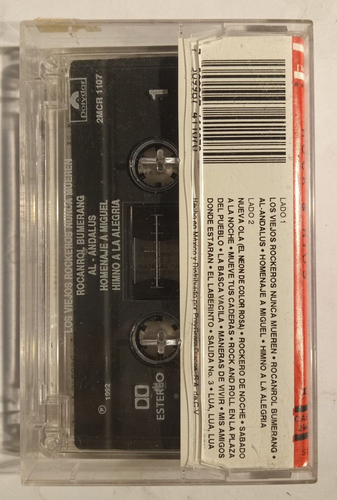 polydor
2MCR 1107
1
LOS VIEJOS ROCKEROS NUNCA MUEREN
ROCANROL BUMERANG
AL - ÁNDALUS
HOMENAJE A MIGUEL
HIMNO A LA ALEGRIA
℗ 1992
ESTEREO
LADO 1
LOS VIEJOS ROCKEROS NUNCA MUEREN • ROCANROL BUMERANG •
AL-ANDALUS • HOMENAJE A MIGUEL • HIMNO A LA ALEGRIA
LADO 2
NUEVA OLA (EL NEON DE COLOR ROSA) • ROCKERO DE NOCHE • SABADO
A LA NOCHE • MUEVE TUS CADERAS • ROCK AND ROLL EN LA PLAZA
DEL PUEBLO • LA BASCA VACILA • MANERAS DE VIVIR • MIS AMIGOS
DONDE ESTARAN • EL LABERINTO • SALIDA No. 3 • LUA, LUA, LUA